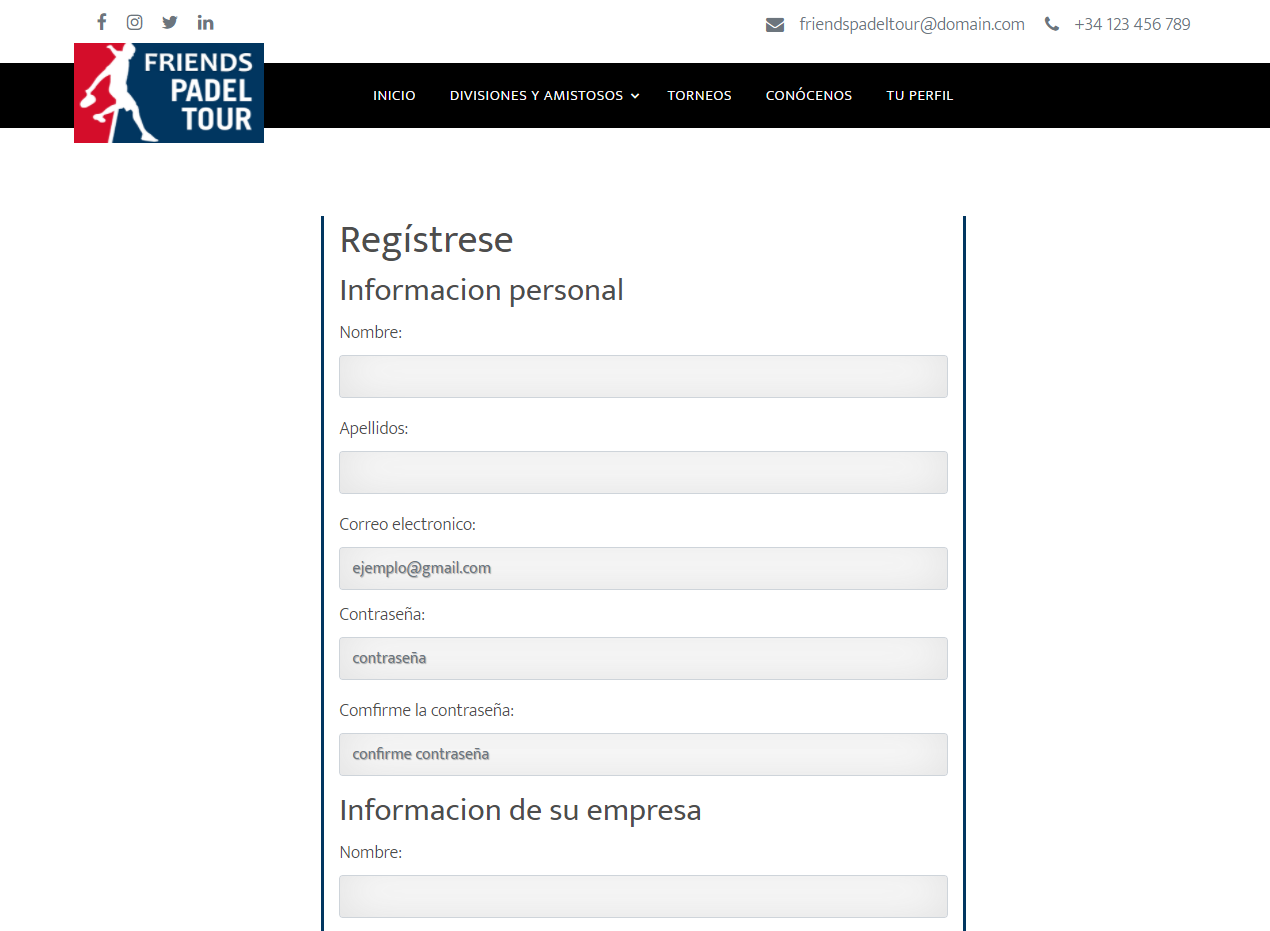 friendspadeltour@domain.com +34 123 456 789
FRIENDS
PADEL
TOUR
INICIO DIVISIONES Y AMISTOSOS TORNEOS CONÓCENOS TU PERFIL
Regístrese
Informacion personal
Nombre:
Apellidos:
Correo electronico:
ejemplo@gmail.com
Contraseña:
contraseña
Comfirme la contraseña:
confirme contraseña
Informacion de su empresa
Nombre: